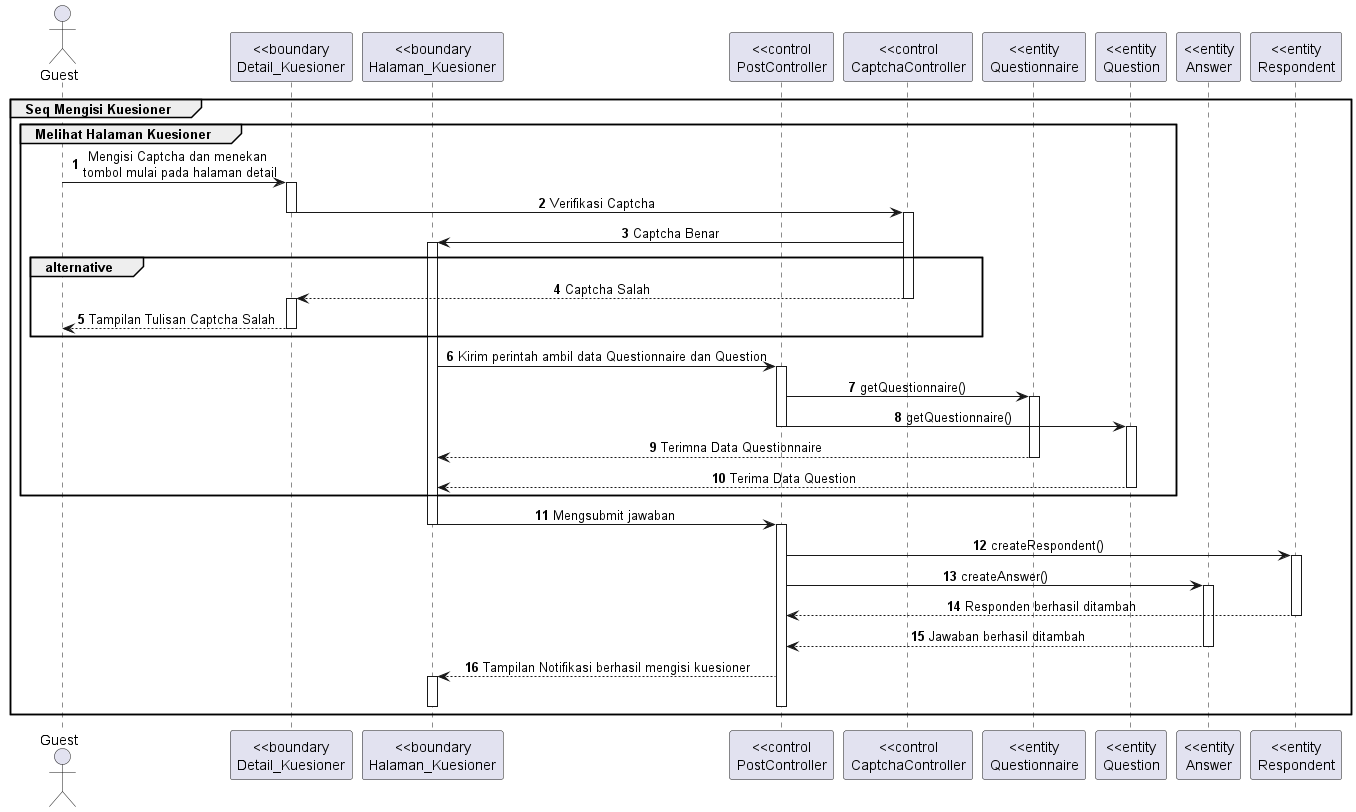 Guest
<<boundary
Detail_Kuesioner
<<boundary
Halaman_Kuesioner
<<control
PostController
<<control
CaptchaController
<<entity
Questionnaire
<<entity
Question
<<entity
Answer
<<entity
Respondent
Seq Mengisi Kuesioner
Melihat Halaman Kuesioner
1 Mengisi Captcha dan menekan
tombol mulai pada halaman detail
2 Verifikasi Captcha
3 Captcha Benar
alternative
4 Captcha Salah
5 Tampilan Tulisan Captcha Salah
6 Kirim perintah ambil data Questionnaire dan Question
7 getQuestionnaire()
8 getQuestionnaire()
9 Terimna Data Questionnaire
10 Terima Data Question
11 Mengsubmit jawaban
12 createRespondent()
13 createAnswer()
14 Responden berhasil ditambah
15 Jawaban berhasil ditambah
16 Tampilan Notifikasi berhasil mengisi kuesioner
Guest
<<boundary
Detail_Kuesioner
<<boundary
Halaman_Kuesioner
<<control
PostController
<<control
CaptchaController
<<entity
Questionnaire
<<entity
Question
<<entity
Answer
<<entity
Respondent